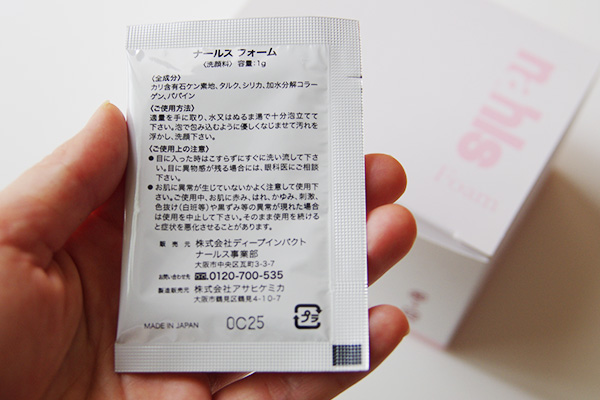 ナールス フォーム
〈洗顔料〉容量:1g
〈全成分〉
カリ含有石ケン素地、タルク、シリカ、加水分解コラー
ゲン、パパイン
〈ご使用方法〉
適量を手に取り、水又はぬるま湯で十分泡立てて
下さい。泡で包み込むように優しくなじませて汚れを
浮かし、洗顔下さい。
〈ご使用上の注意〉
●目に入った時はこすらずにすぐに洗い流して下さ
い。目に異物感が残る場合には、眼科医にご相談
下さい。
●お肌に異常が生じていないかよく注意して使用下
さい。ご使用中、お肌に赤み、はれ、かゆみ、刺激、
色抜け(白斑等)や黒ずみ等の異常が現れた場合
は使用を中止して下さい。そのまま使用を続ける
と症状を悪化させることがあります。
販売元 株式会社ディープインパクト
ナールス事業部
大阪市中央区瓦町3-3-7
お問い合わせ先 0120-700-535
製造販売元 株式会社アサヒケミカ
大阪市鶴見区鶴見4-10-7
MADE IN JAPAN 0C25
プラ
n:hls
Foam